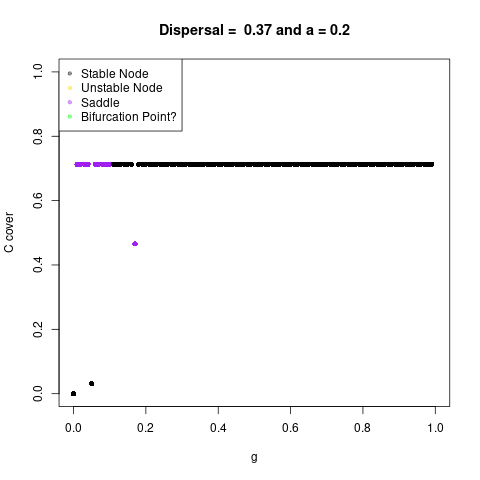 Dispersal =  0.37 and a = 0.2
Stable Node
Unstable Node
Saddle
Bifurcation Point?
C cover
1.0
0.8
0.6
0.4
0.2
0.0
0.0 0.2 0.4 0.6 0.8 1.0
g